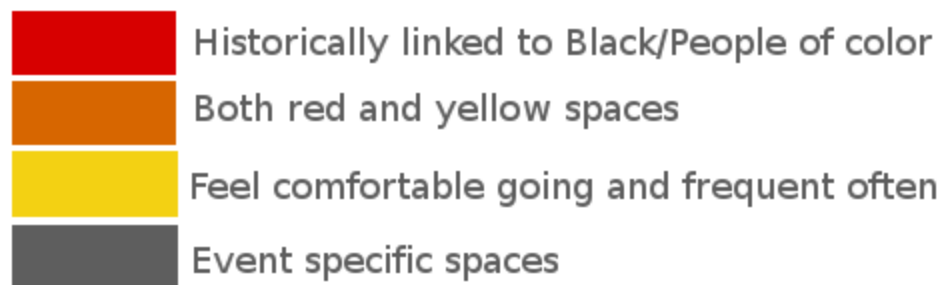 Historically linked to Black/People of color
Both red and yellow spaces
Feel comfortable going and frequent often
Event specific spaces